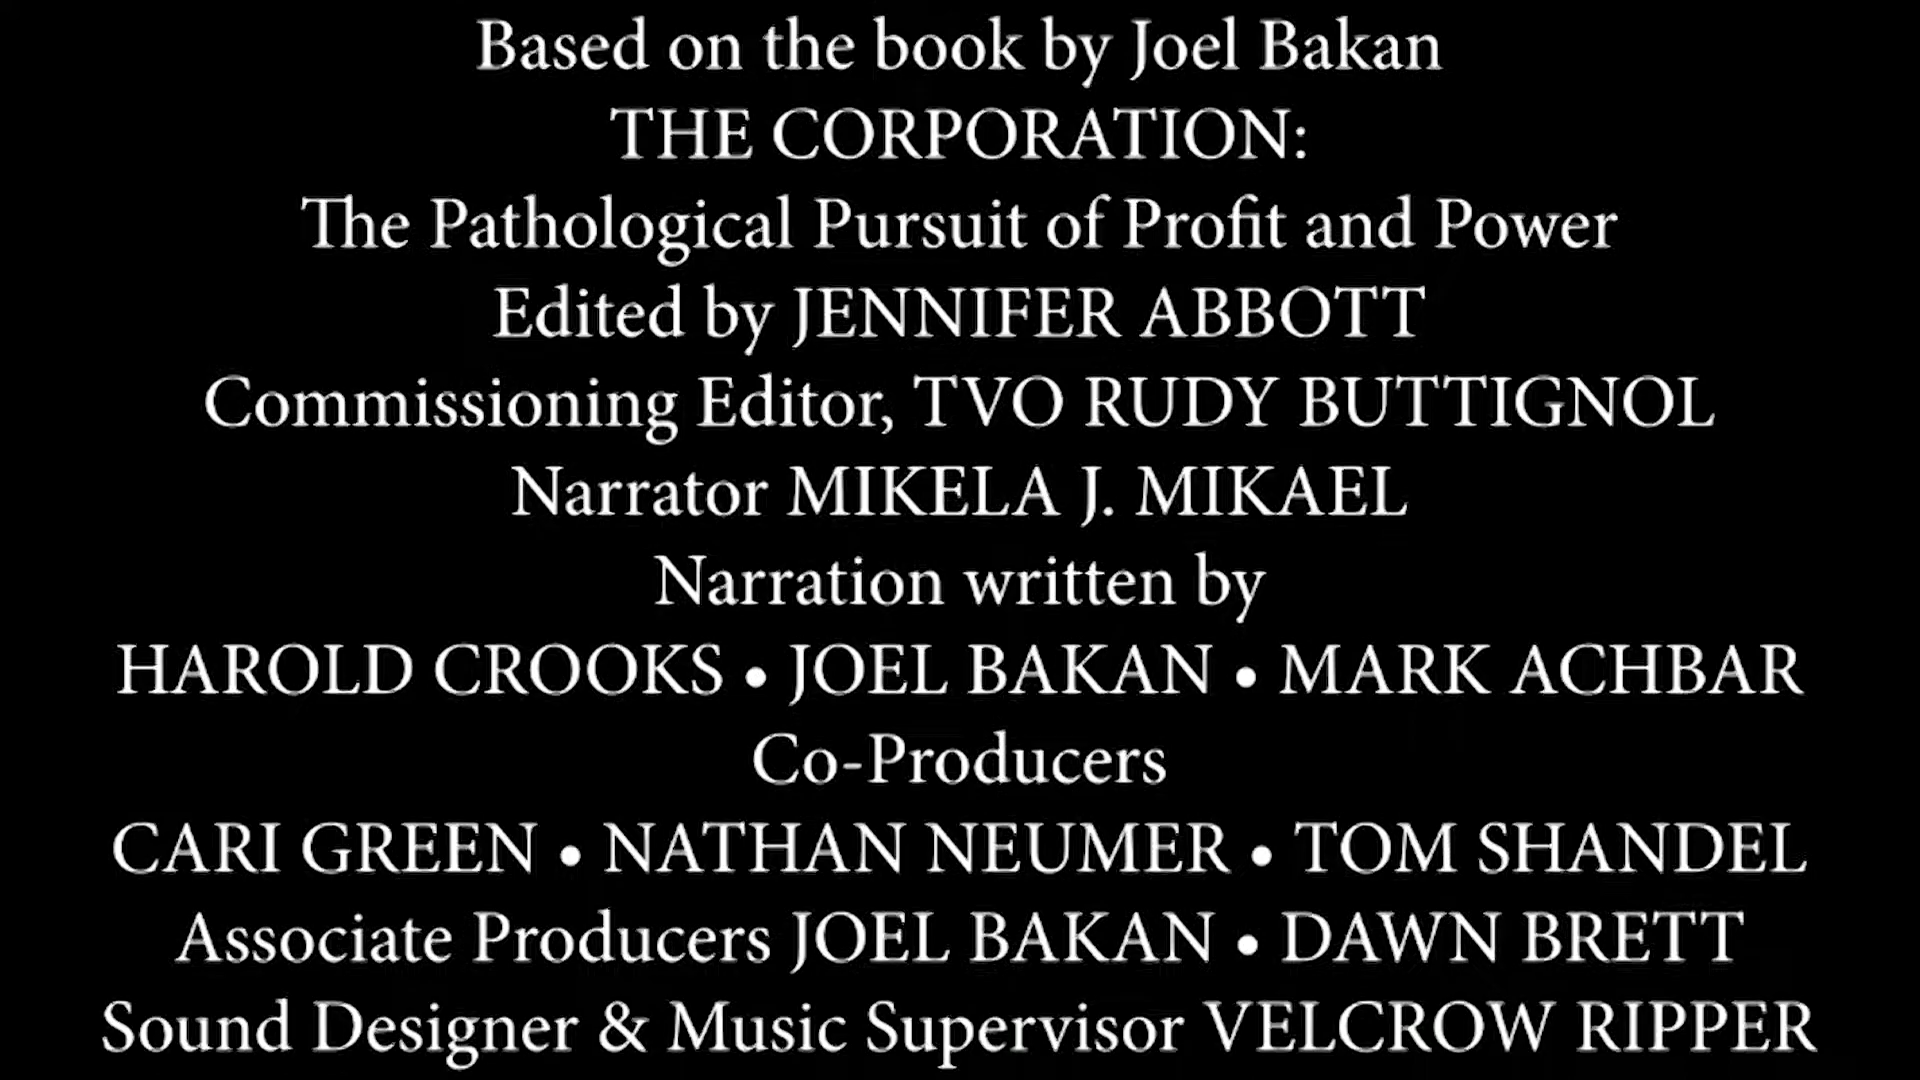 Based on the book by Joel Bakan
THE CORPORATION:
The Pathological Pursuit of Profit and Power
Edited by JENNIFER ABBOTT
Commissioning Editor, TVO RUDY BUTTIGNOL
Narrator MIKELA J. MIKAEL
Narration written by
HAROLD CROOKS • JOEL BAKAN • MARK ACHBAR
Co-Producers
CARI GREEN • NATHAN NEUMER • TOM SHANDEL
Associate Producers JOEL BAKAN • DAWN BRETT
Sound Designer & Music Supervisor VELCROW RIPPER